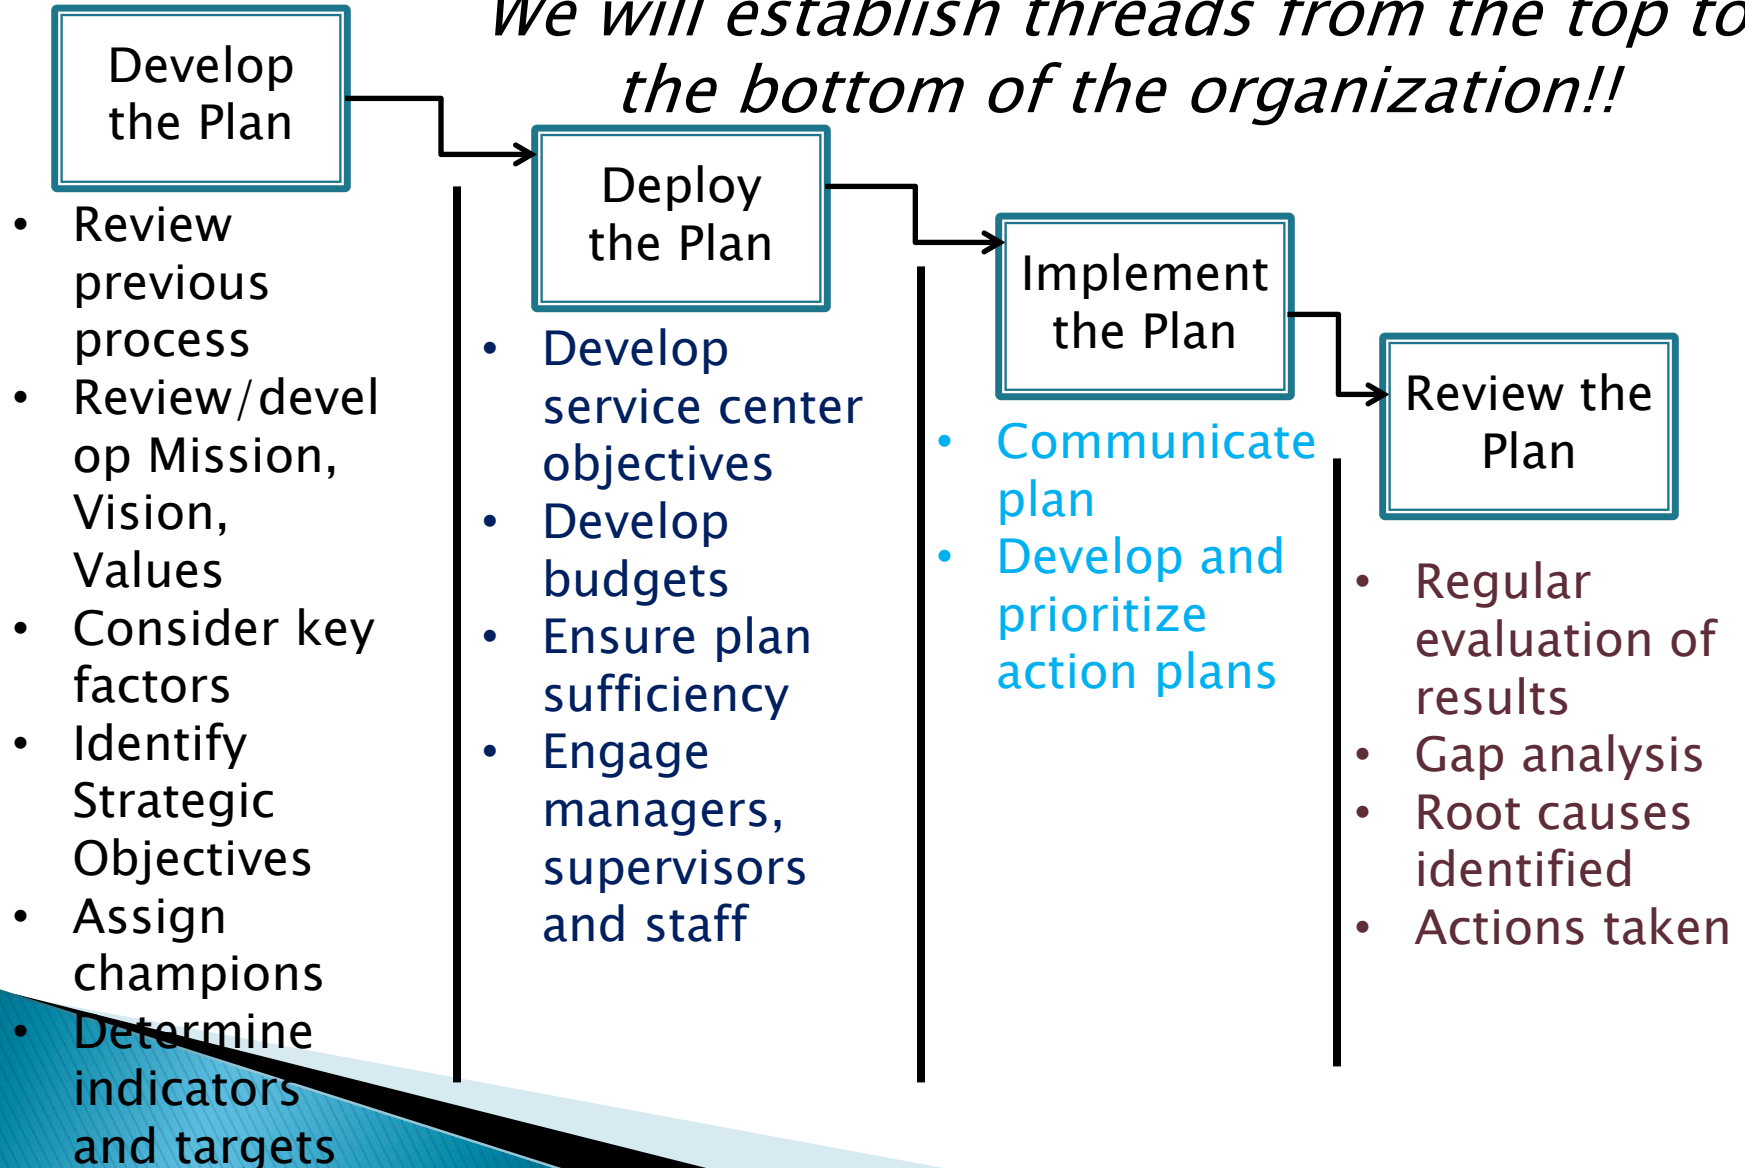 We will establish threads from the top to
the bottom of the organization!!
Develop
the Plan
• Review
previous
process
• Review/devel
op Mission,
Vision,
Values
• Consider key
factors
• Identify
Strategic
Objectives
• Assign
champions
• Determine
indicators
and targets
Deploy
the Plan
• Develop
service center
objectives
• Develop
budgets
• Ensure plan
sufficiency
• Engage
managers,
supervisors
and staff
Implement
the Plan
• Communicate
plan
• Develop and
prioritize
action plans
Review the
Plan
• Regular
evaluation of
results
• Gap analysis
• Root causes
identified
• Actions taken